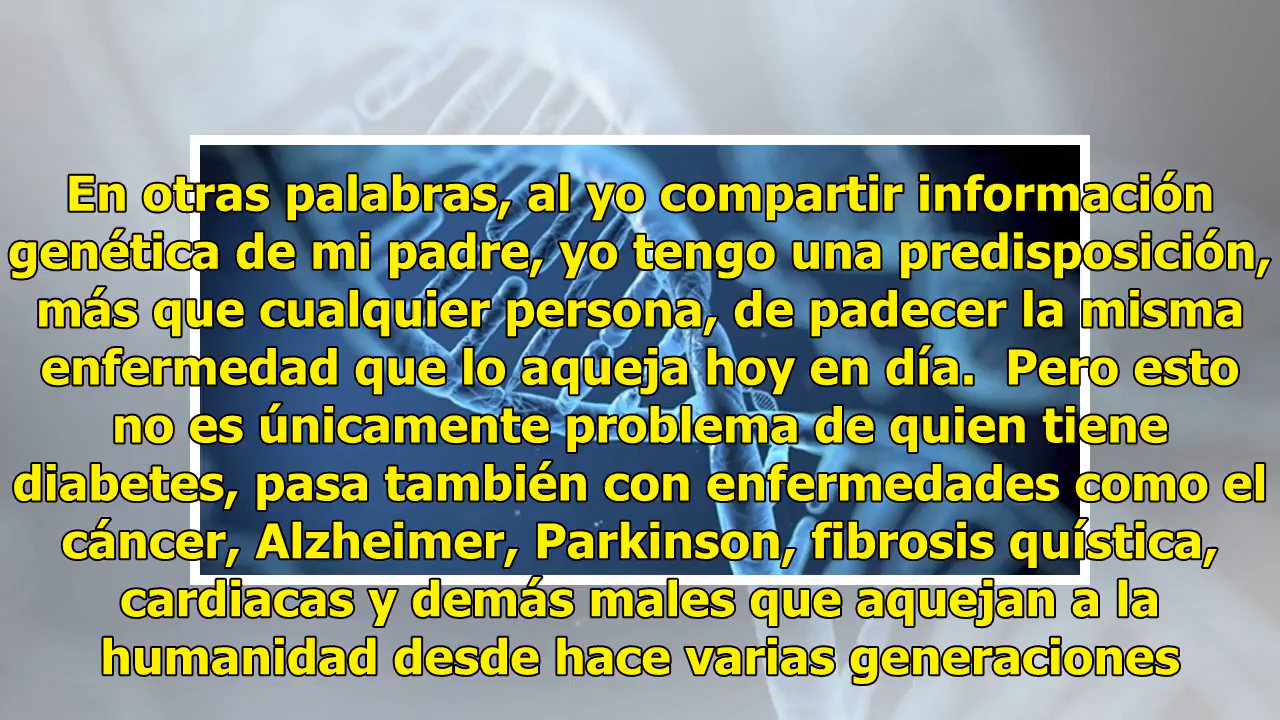 En otras palabras, al yo compartir información
genética de mi padre, yo tengo una predisposición,
más que cualquier persona, de padecer la misma
enfermedad que lo aqueja hoy en día.  Pero esto
no es únicamente problema de quien tiene
diabetes, pasa también con enfermedades como el
cáncer, Alzheimer, Parkinson, fibrosis quística,
cardiacas y demás males que aquejan a la
humanidad desde hace varias generaciones